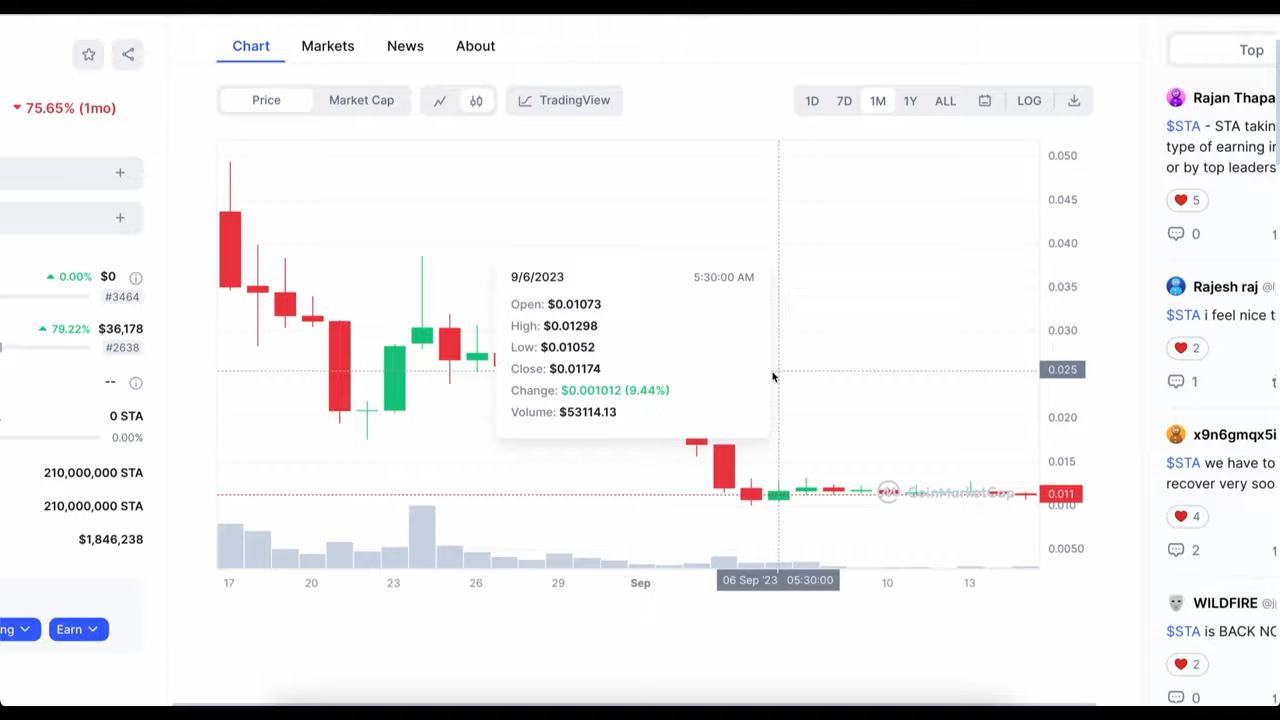 Chart Markets News About
Top
75.65% (1mo)
Price Market Cap TradingView 1D 7D 1M 1Y ALL LOG
Rajan Thapa
$STA - STA takin
type of earning in
or by top leaders
5
0
0.050
0.045
0.040
0.035
0.030
0.025
0.020
0.015
0.011
0.010
0.0050
9/6/2023 5:30:00 AM
Open: $0.01073
High: $0.01298
Low: $0.01052
Close: $0.01174
Change: $0.001012 (9.44%)
Volume: $53114.13
CoinMarketCap
17 20 23 26 29 Sep 10 13
06 Sep '23 05:30:00
0.00% $0
#3464
79.22% $36,178
#2638
--
0 STA
0.00%
210,000,000 STA
210,000,000 STA
$1,846,238
ng Earn
Rajesh raj @
$STA i feel nice t
2
1
x9n6gmqx5i
$STA we have to
recover very soo
4
2
WILDFIRE @
$STA is BACK NO
2
0